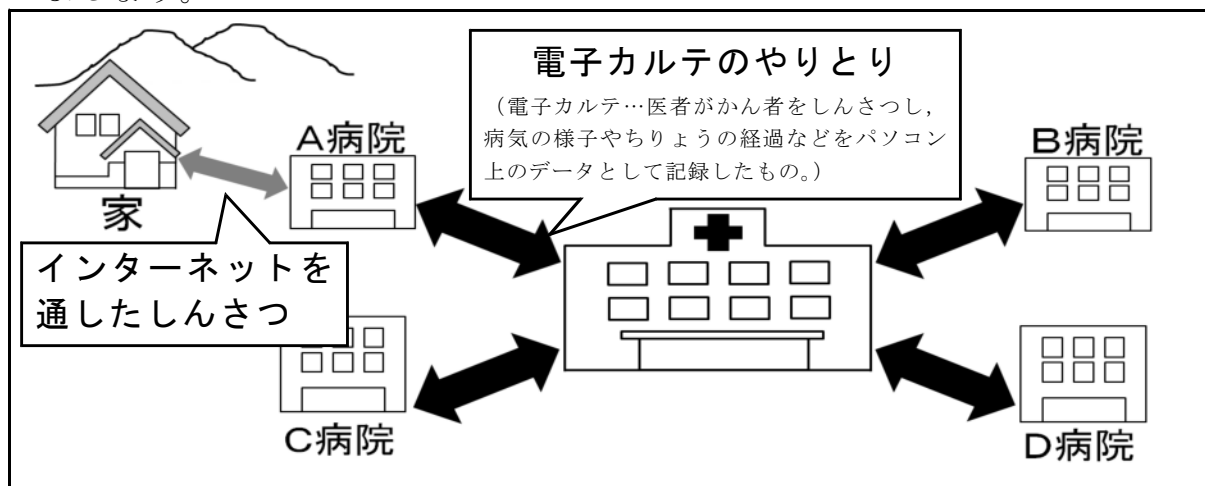 電子カルテのやりとり
（電子カルテ…医者がかん者をしんさつし，
病気の様子やちりょうの経過などをパソコン
上のデータとして記録したもの。）
A病院
B病院
家
インターネットを
通したしんさつ
C病院
D病院